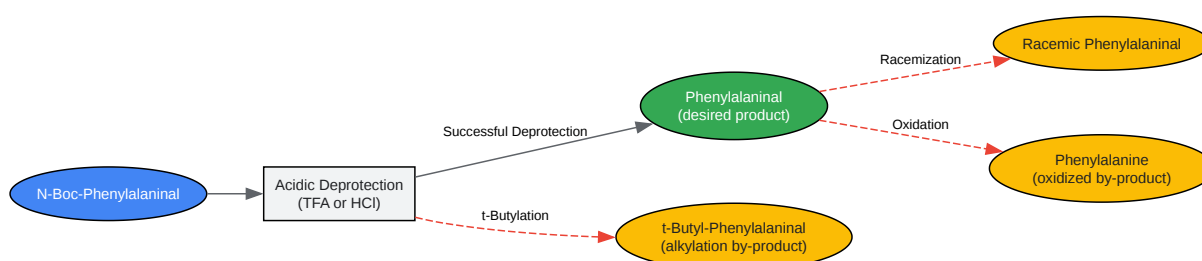 N-Boc-Phenylalaninal
Acidic Deprotection
(TFA or HCl)
Successful Deprotection
t-Butylation
Phenylalaninal
(desired product)
t-Butyl-Phenylalaninal
(alkylation by-product)
Racemization
Oxidation
Racemic Phenylalaninal
Phenylalanine
(oxidized by-product)